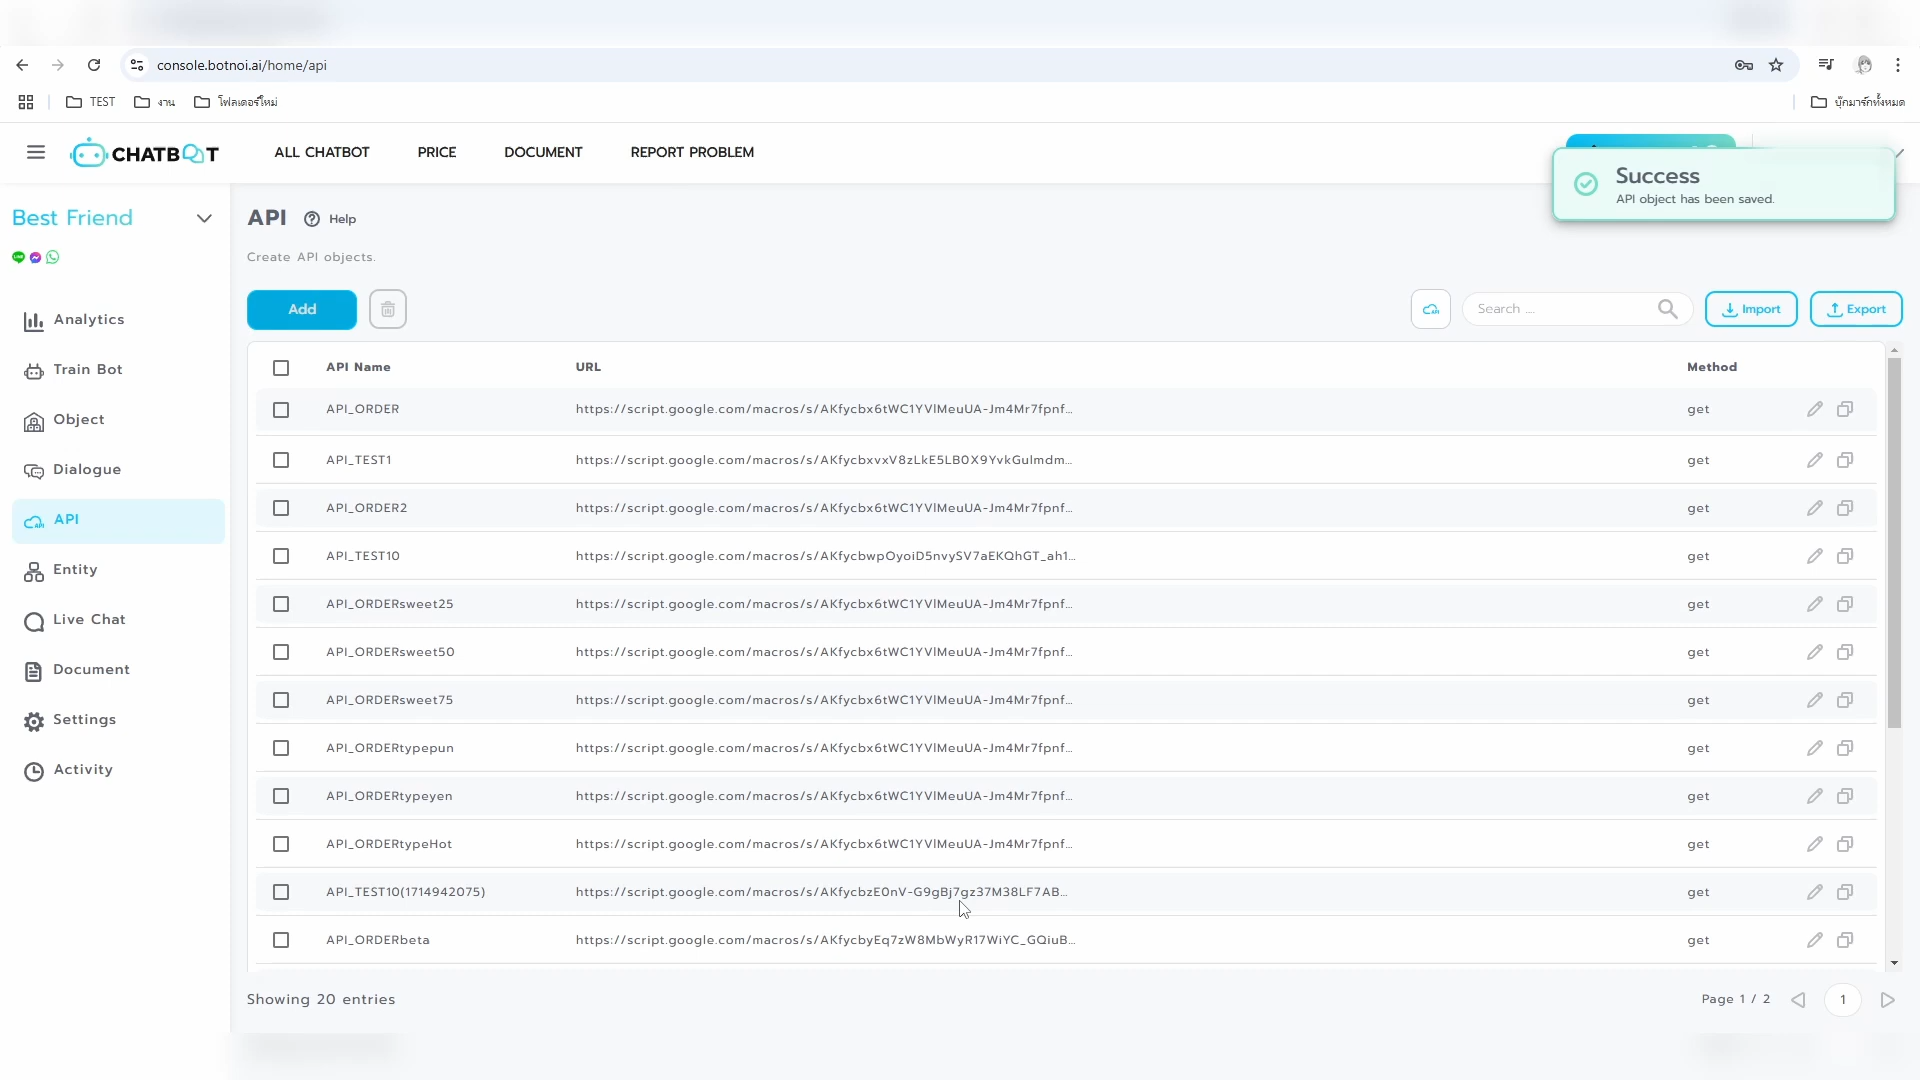 console.botnoi.ai/home/api
TEST
งาน
โฟลเดอร์ใหม่
บุ๊กมาร์กทั้งหมด
CHATBOT
ALL CHATBOT
PRICE
DOCUMENT
REPORT PROBLEM
Success
API object has been saved.
Best Friend
API
Help
Create API objects.
Add
Search ...
Import
Export
Analytics
Train Bot
Object
Dialogue
API
Entity
Live Chat
Document
Settings
Activity
API Name URL Method
API_ORDER https://script.google.com/macros/s/AKfycbx6tWC1YVlMeuUA-Jm4Mr7fpnf... get
API_TEST1 https://script.google.com/macros/s/AKfycbxvxV8zLkE5LB0X9YvkGulmdm... get
API_ORDER2 https://script.google.com/macros/s/AKfycbx6tWC1YVlMeuUA-Jm4Mr7fpnf... get
API_TEST10 https://script.google.com/macros/s/AKfycbwpOyoiD5nvySV7aEKQhGT_ah1... get
API_ORDERsweet25 https://script.google.com/macros/s/AKfycbx6tWC1YVlMeuUA-Jm4Mr7fpnf... get
API_ORDERsweet50 https://script.google.com/macros/s/AKfycbx6tWC1YVlMeuUA-Jm4Mr7fpnf... get
API_ORDERsweet75 https://script.google.com/macros/s/AKfycbx6tWC1YVlMeuUA-Jm4Mr7fpnf... get
API_ORDERtypepun https://script.google.com/macros/s/AKfycbx6tWC1YVlMeuUA-Jm4Mr7fpnf... get
API_ORDERtypeyen https://script.google.com/macros/s/AKfycbx6tWC1YVlMeuUA-Jm4Mr7fpnf... get
API_ORDERtypeHot https://script.google.com/macros/s/AKfycbx6tWC1YVlMeuUA-Jm4Mr7fpnf... get
API_TEST10(1714942075) https://script.google.com/macros/s/AKfycbzE0nV-G9gBj7gz37M38LF7AB... get
API_ORDERbeta https://script.google.com/macros/s/AKfycbyEq7zW8MbWyR17WiYC_GQiuB... get
Showing 20 entries
Page 1 / 2
1